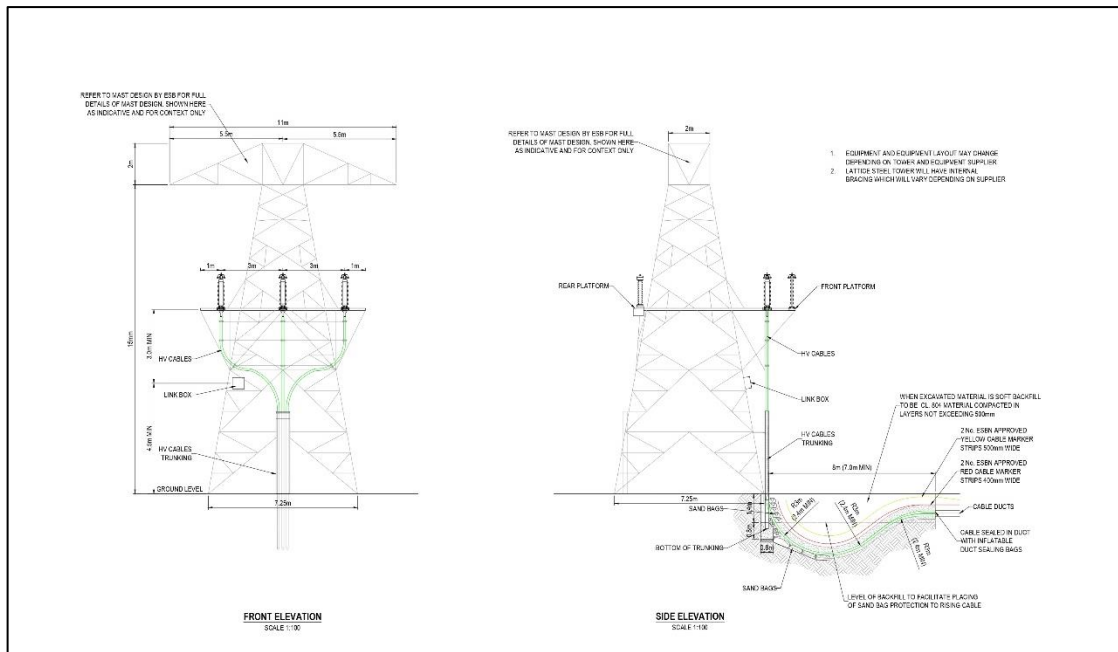 REFER TO MAST DESIGN BY ESB FOR FULL
DETAILS OF MAST DESIGN, SHOWN HERE
AS INDICATIVE AND FOR CONTEXT ONLY
11m
5.5m
5.5m
2m
1m
3m
3m
1m
3.0m MIN
HV CABLES
LINK BOX
4.5m MIN
HV CABLES
TRUNKING
GROUND LEVEL
7.25m
FRONT ELEVATION
SCALE 1:100
2m
REFER TO MAST DESIGN BY ESB FOR FULL
DETAILS OF MAST DESIGN, SHOWN HERE
AS INDICATIVE AND FOR CONTEXT ONLY
1. EQUIPMENT AND EQUIPMENT LAYOUT MAY CHANGE
DEPENDING ON TOWER AND EQUIPMENT SUPPLIER
2. LATTICE STEEL TOWER WILL HAVE INTERNAL
BRACING WHICH WILL VARY DEPENDING ON SUPPLIER
REAR PLATFORM
FRONT PLATFORM
HV CABLES
LINK BOX
WHEN EXCAVATED MATERIAL IS SOFT BACKFILL
TO BE CL. 804 MATERIAL COMPACTED IN
LAYERS NOT EXCEEDING 500mm
HV CABLES
TRUNKING
2 No. ESBN APPROVED
YELLOW CABLE MARKER
STRIPS 500mm WIDE
2 No. ESBN APPROVED
RED CABLE MARKER
STRIPS 400mm WIDE
7.25m
SAND BAGS
CABLE DUCTS
BOTTOM OF TRUNKING
CABLE SEALED IN DUCT
WITH INFLATABLE
DUCT SEALING BAGS
SAND BAGS
LEVEL OF BACKFILL TO FACILITATE PLACING
OF SAND BAG PROTECTION TO RISING CABLE
SIDE ELEVATION
SCALE 1:100